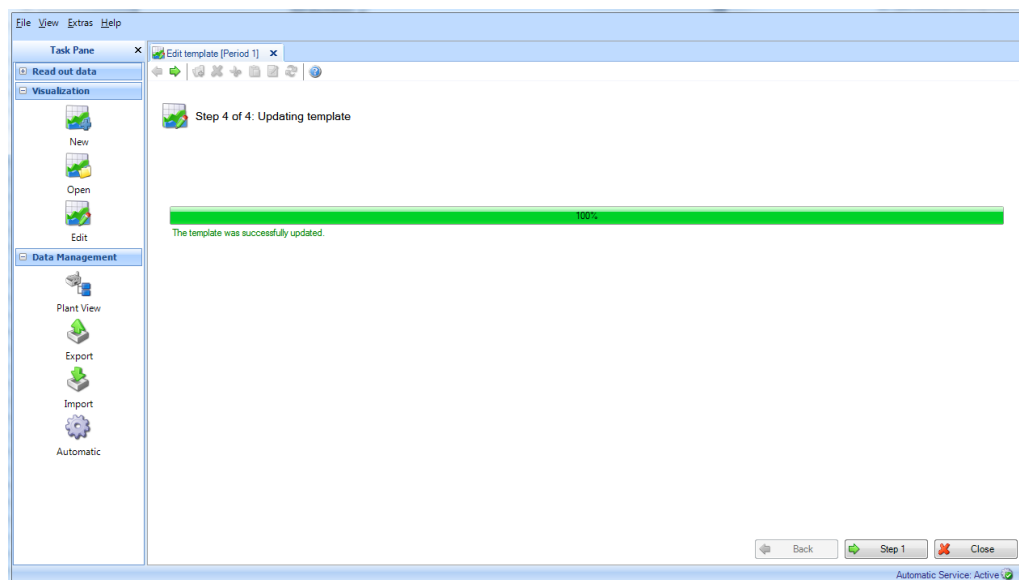 File View Extras Help
Task Pane
Edit template [Period 1]
Read out data
Visualization
New
Open
Edit
Data Management
Plant View
Export
Import
Automatic
Step 4 of 4: Updating template
100%
The template was successfully updated.
Back
Step 1
Close
Automatic Service: Active